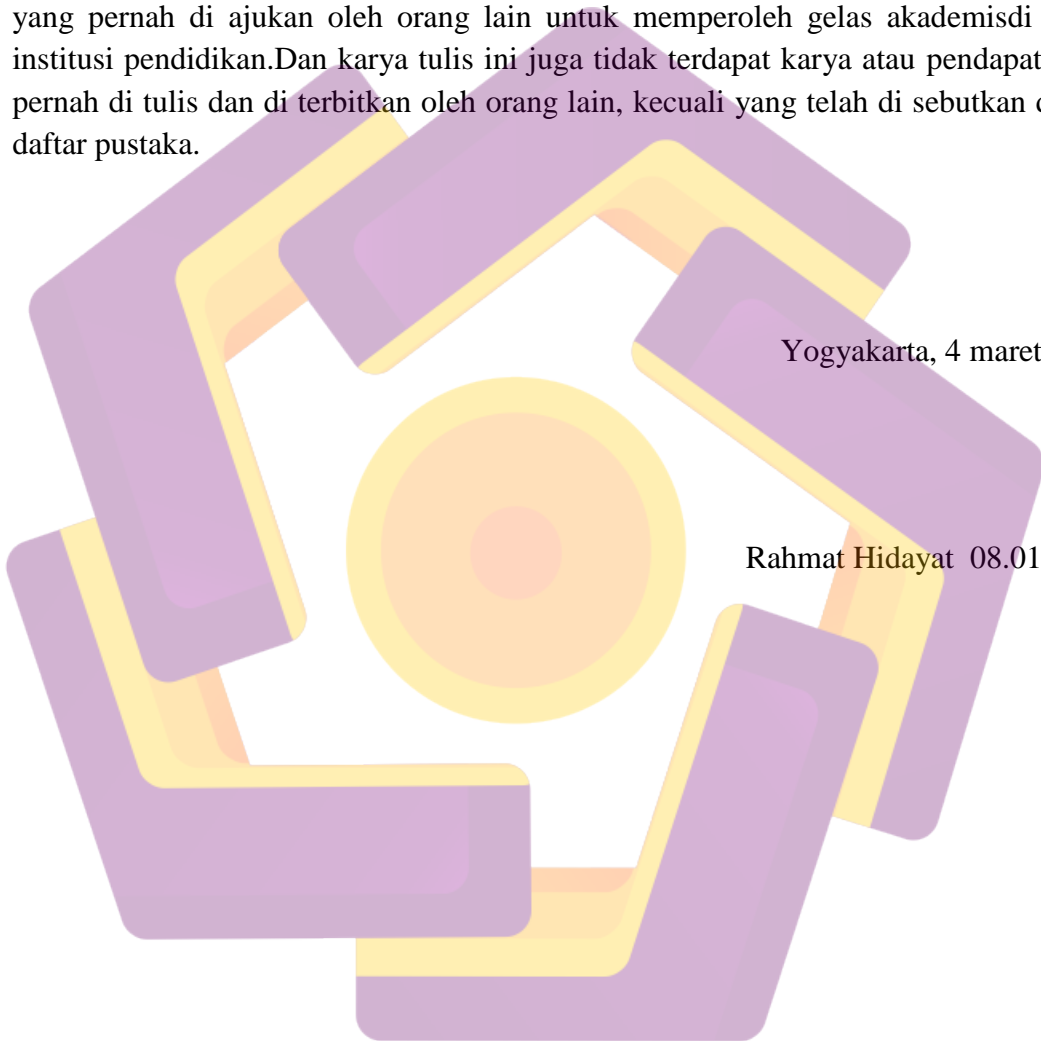 yang pernah di ajukan oleh orang lain untuk memperoleh gelas akademisdi
institusi pendidikan.Dan karya tulis ini juga tidak terdapat karya atau pendapat
pernah di tulis dan di terbitkan oleh orang lain, kecuali yang telah di sebutkan
daftar pustaka.
Yogyakarta, 4 maret
Rahmat Hidayat 08.01